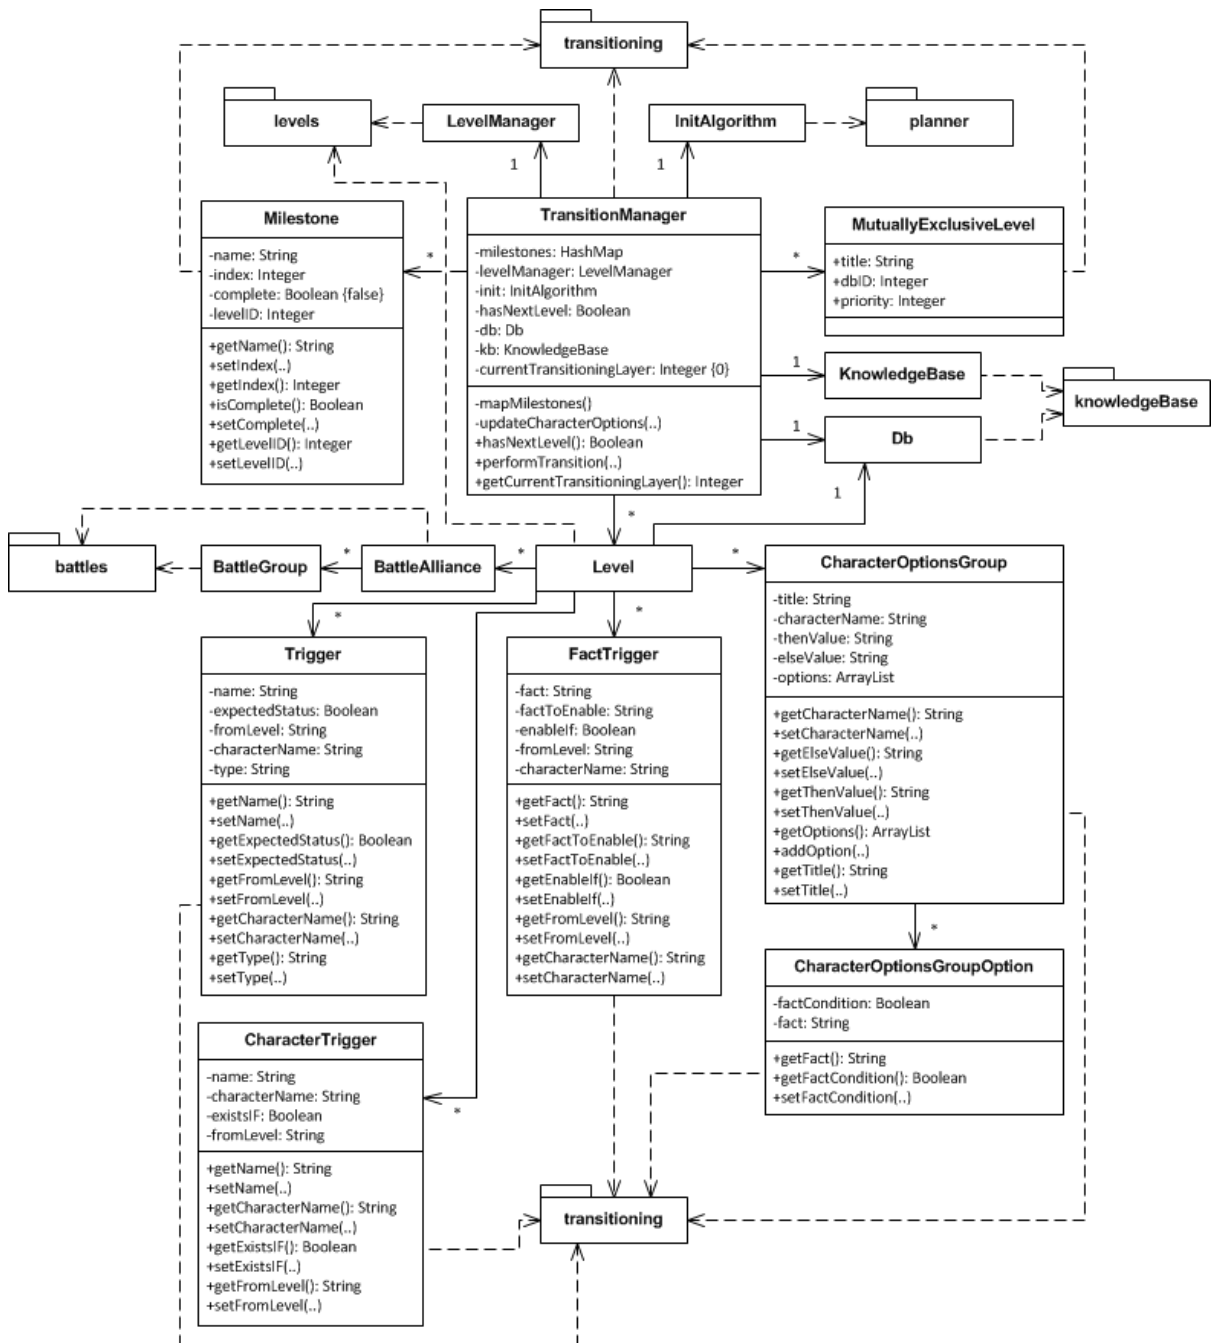 transitioning
levels
LevelManager
InitAlgorithm
planner
1
1
Milestone
-name: String
-index: Integer
-complete: Boolean {false}
-levelID: Integer
+getName(): String
+setIndex(..)
+getIndex(): Integer
+isComplete(): Boolean
+setComplete(..)
+getLevelID(): Integer
+setLevelID(..)
*
TransitionManager
-milestones: HashMap
-levelManager: LevelManager
-init: InitAlgorithm
-hasNextLevel: Boolean
-db: Db
-kb: KnowledgeBase
-currentTransitioningLayer: Integer {0}
-mapMilestones()
-updateCharacterOptions(..)
+hasNextLevel(): Boolean
+performTransition(..)
+getCurrentTransitioningLayer(): Integer
*
MutuallyExclusiveLevel
+title: String
+dbID: Integer
+priority: Integer
1
KnowledgeBase
knowledgeBase
1
Db
1
*
battles
BattleGroup
*
BattleAlliance
*
Level
*
CharacterOptionsGroup
-title: String
-characterName: String
-thenValue: String
-elseValue: String
-options: ArrayList
+getCharacterName(): String
+setCharacterName(..)
+getElseValue(): String
+setElseValue(..)
+getThenValue(): String
+setThenValue(..)
+getOptions(): ArrayList
+addOption(..)
+getTitle(): String
+setTitle(..)
*
Trigger
-name: String
-expectedStatus: Boolean
-fromLevel: String
-characterName: String
-type: String
+getName(): String
+setName(..)
+getExpectedStatus(): Boolean
+setExpectedStatus(..)
+getFromLevel(): String
+setFromLevel(..)
+getCharacterName(): String
+setCharacterName(..)
+getType(): String
+setType(..)
*
FactTrigger
-fact: String
-factToEnable: String
-enableIf: Boolean
-fromLevel: String
-characterName: String
+getFact(): String
+setFact(..)
+getFactToEnable(): String
+setFactToEnable(..)
+getEnableIf(): Boolean
+setEnableIf(..)
+getFromLevel(): String
+setFromLevel(..)
+getCharacterName(): String
+setCharacterName(..)
*
CharacterOptionsGroupOption
-factCondition: Boolean
-fact: String
+getFact(): String
+getFactCondition(): Boolean
+setFactCondition(..)
CharacterTrigger
-name: String
-characterName: String
-existsIF: Boolean
-fromLevel: String
+getName(): String
+setName(..)
+getCharacterName(): String
+setCharacterName(..)
+getExistsIF(): Boolean
+setExistsIF(..)
+getFromLevel(): String
+setFromLevel(..)
*
transitioning